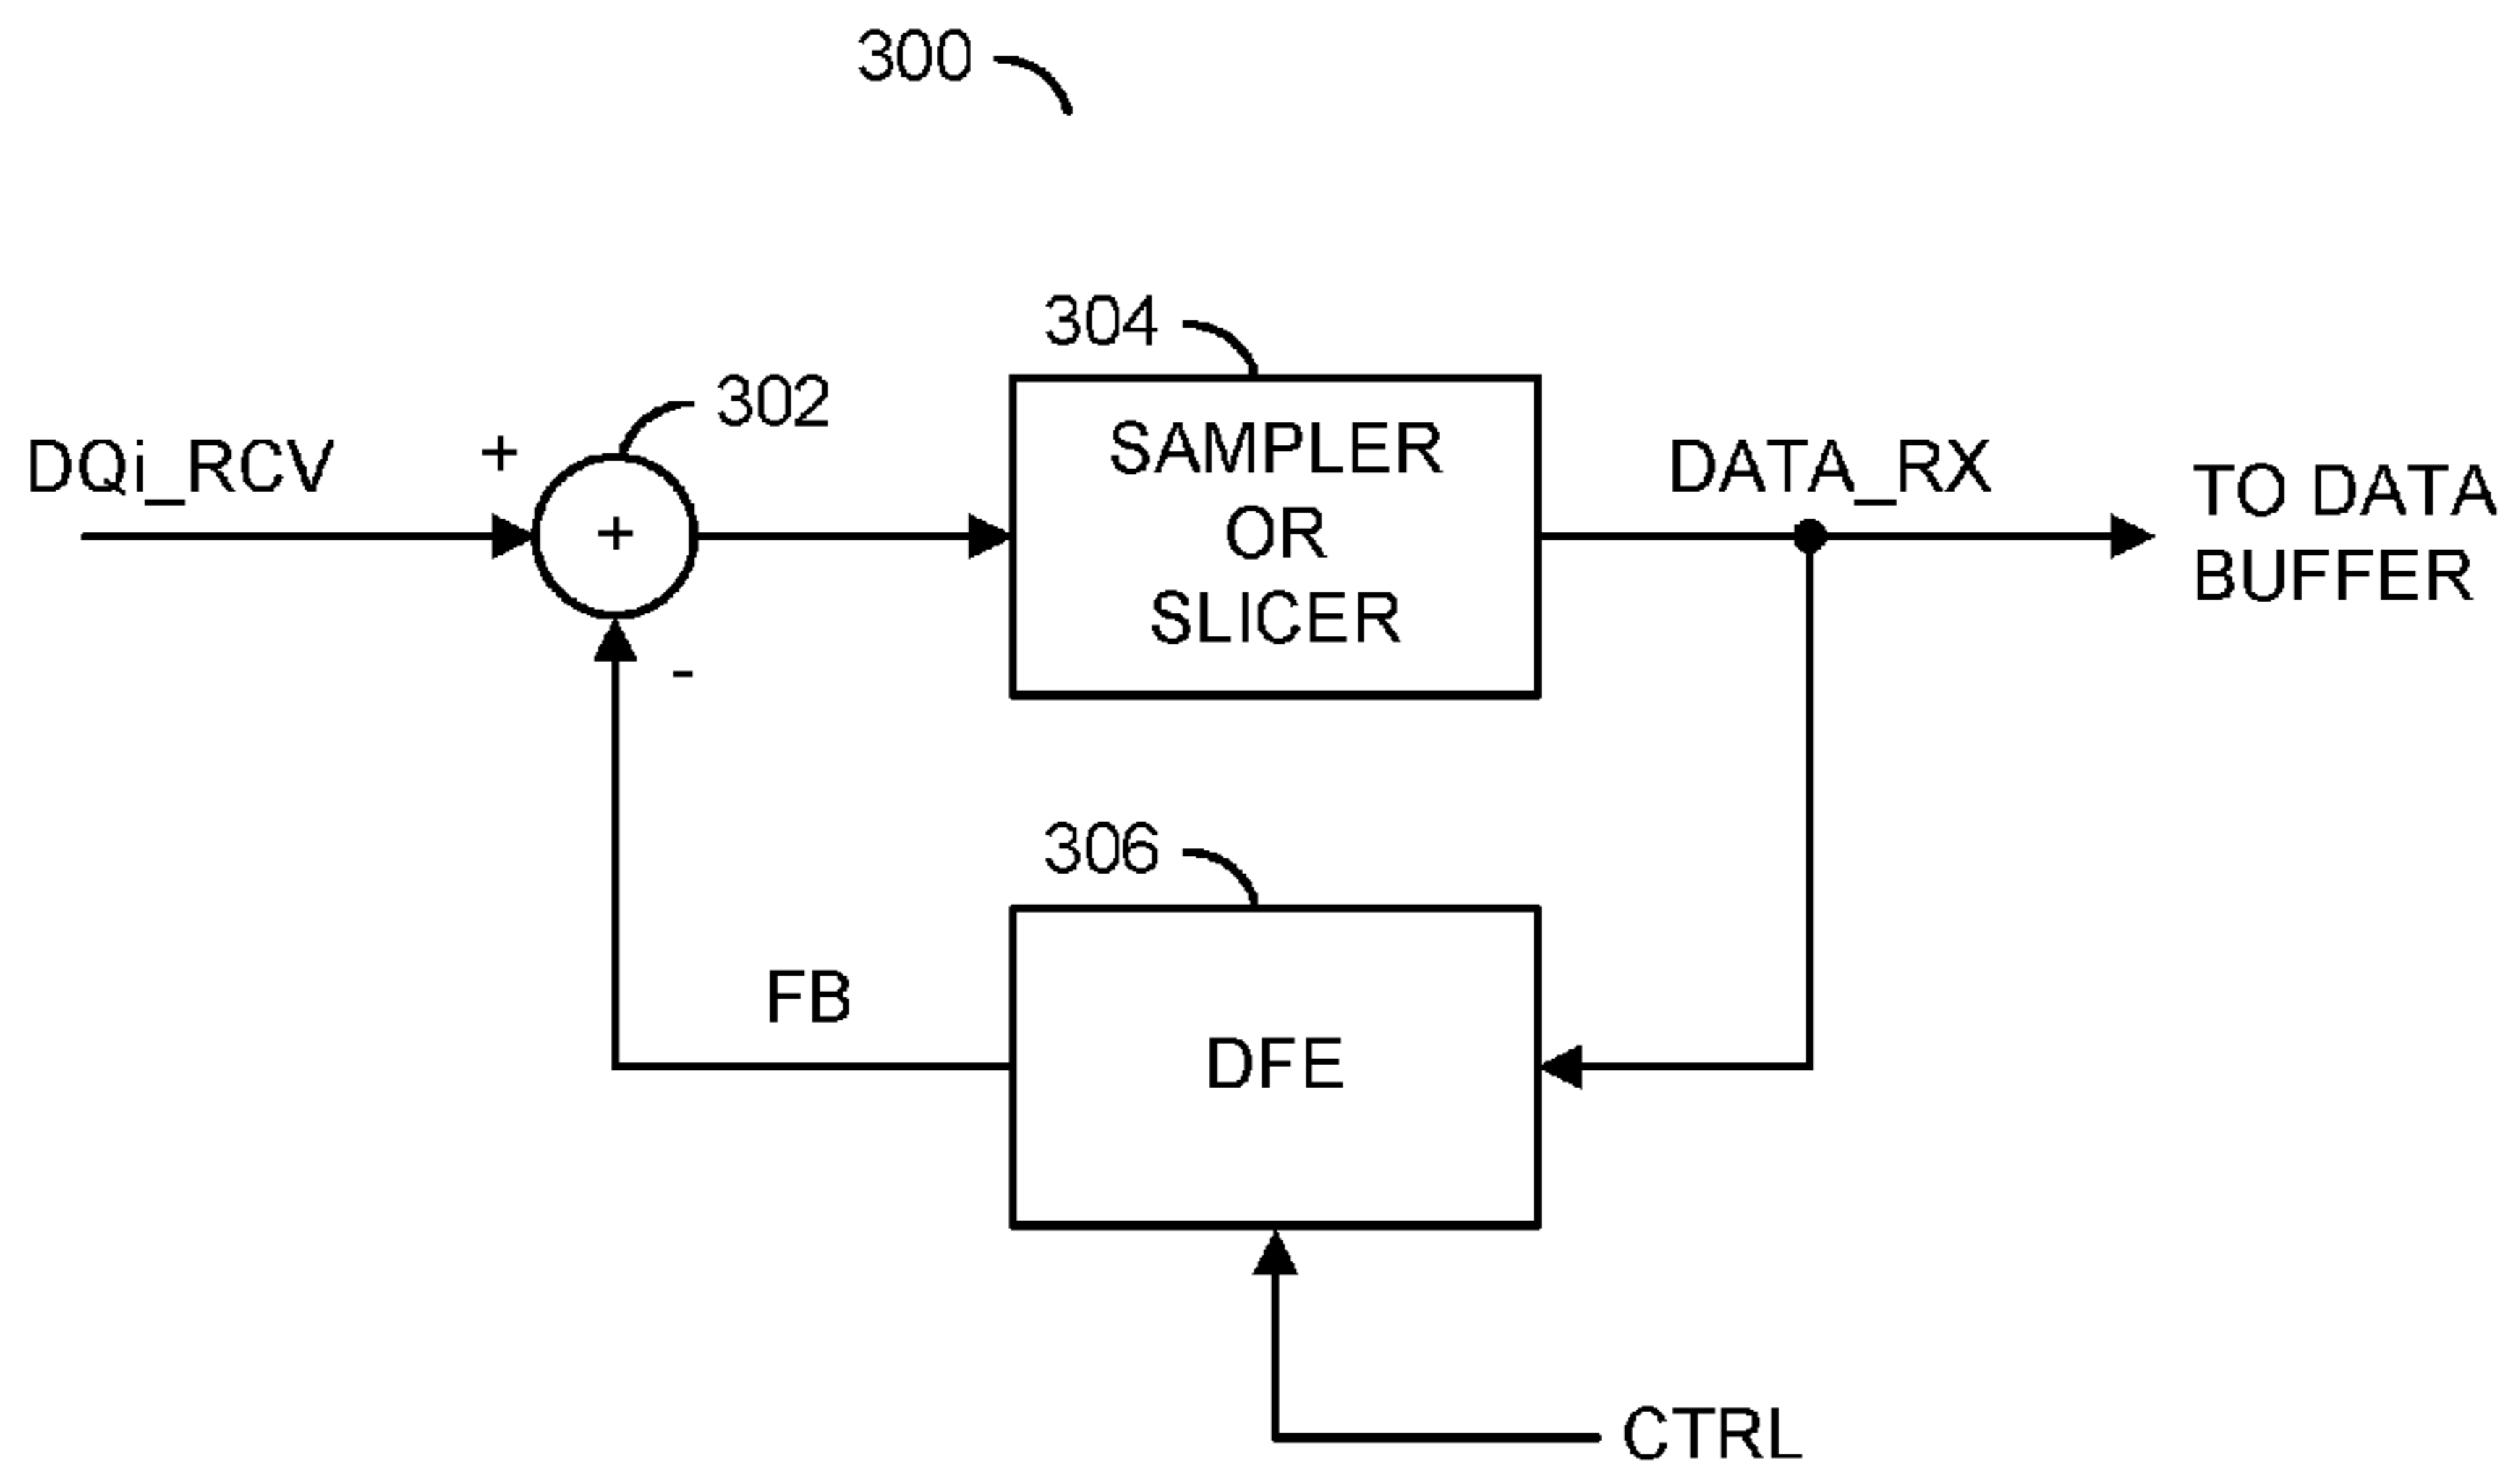 300
304
302
DQi_RCV
+
+
-
SAMPLER
OR
SLICER
DATA_RX
TO DATA
BUFFER
306
FB
DFE
CTRL